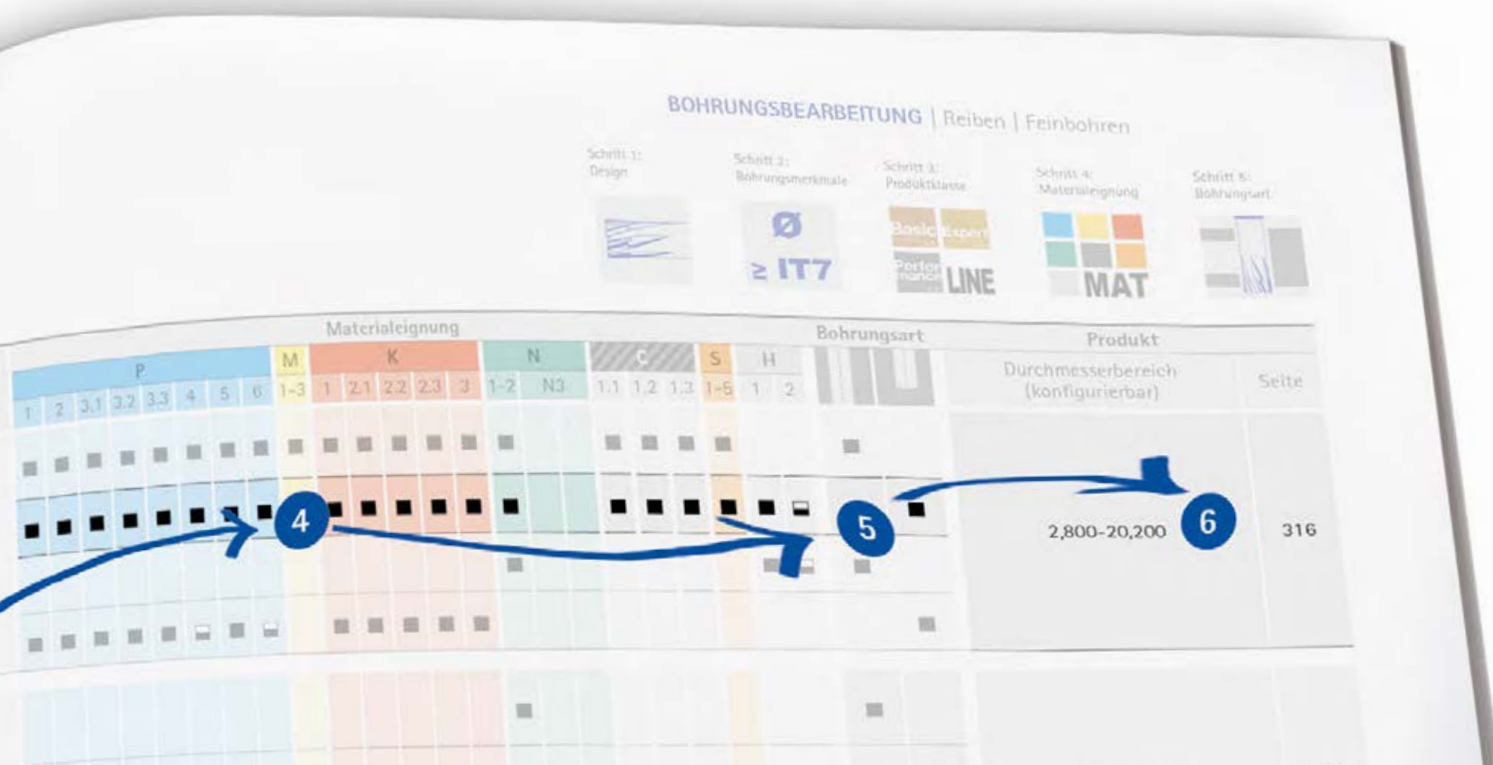 BOHRUNGSBEARBEITUNG | Reiben | Feinbohren
Schritt 1:
Design
Schritt 2:
Bohrungsmerkmale
Schritt 3:
Produktklasse
Schritt 4:
Materialeignung
Schritt 5:
Bohrungsart
Ø
≥ IT7
Basic Expert
Performance LINE
MAT
Materialeignung Bohrungsart Produkt
P M K N C S H
Durchmesserbereich
(konfigurierbar)
Seite
1 2 3.1 3.2 3.3 4 5 6 1-3 1 2.1 2.2 2.3 3 1-2 N3 1.1 1.2 1.3 1-5 1 2
4 5 6
2,800-20,200 316